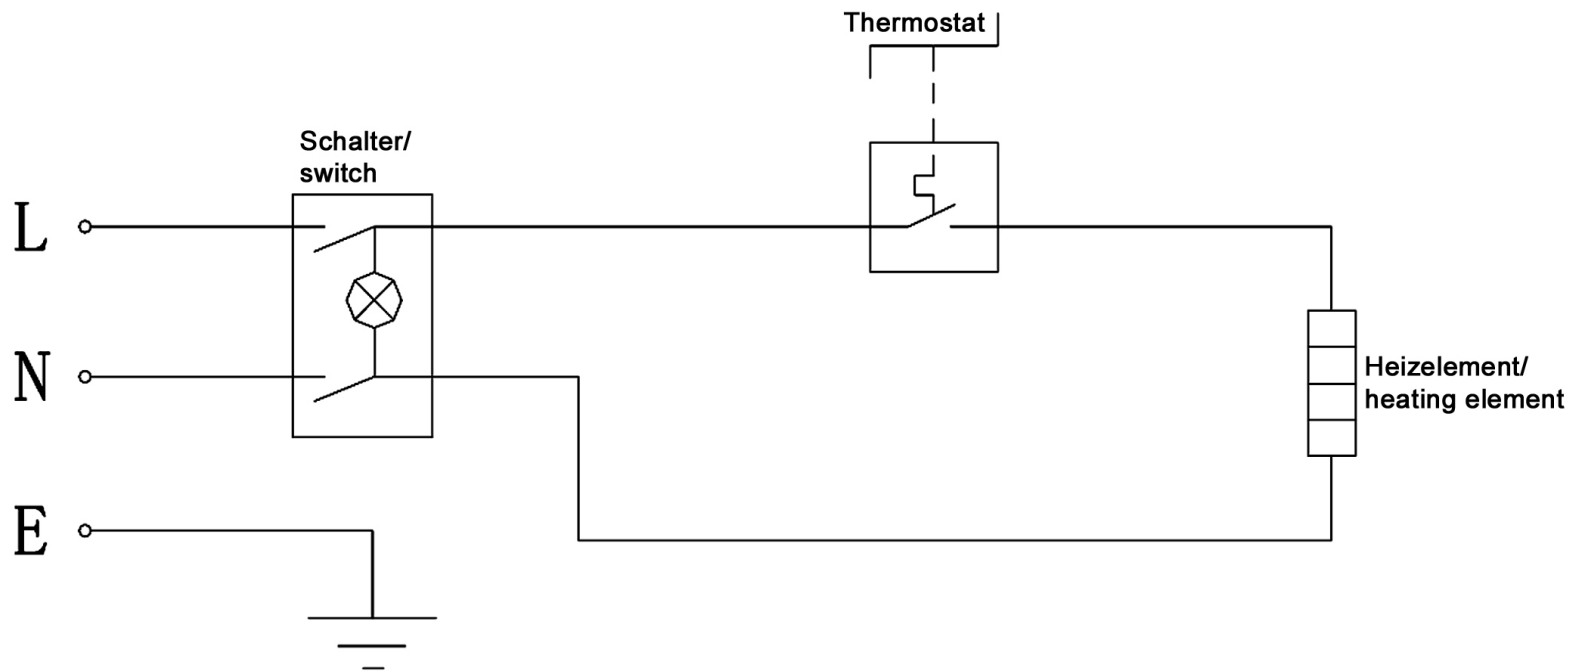 Thermostat
Schalter/
switch
L
N
Heizelement/
heating element
E